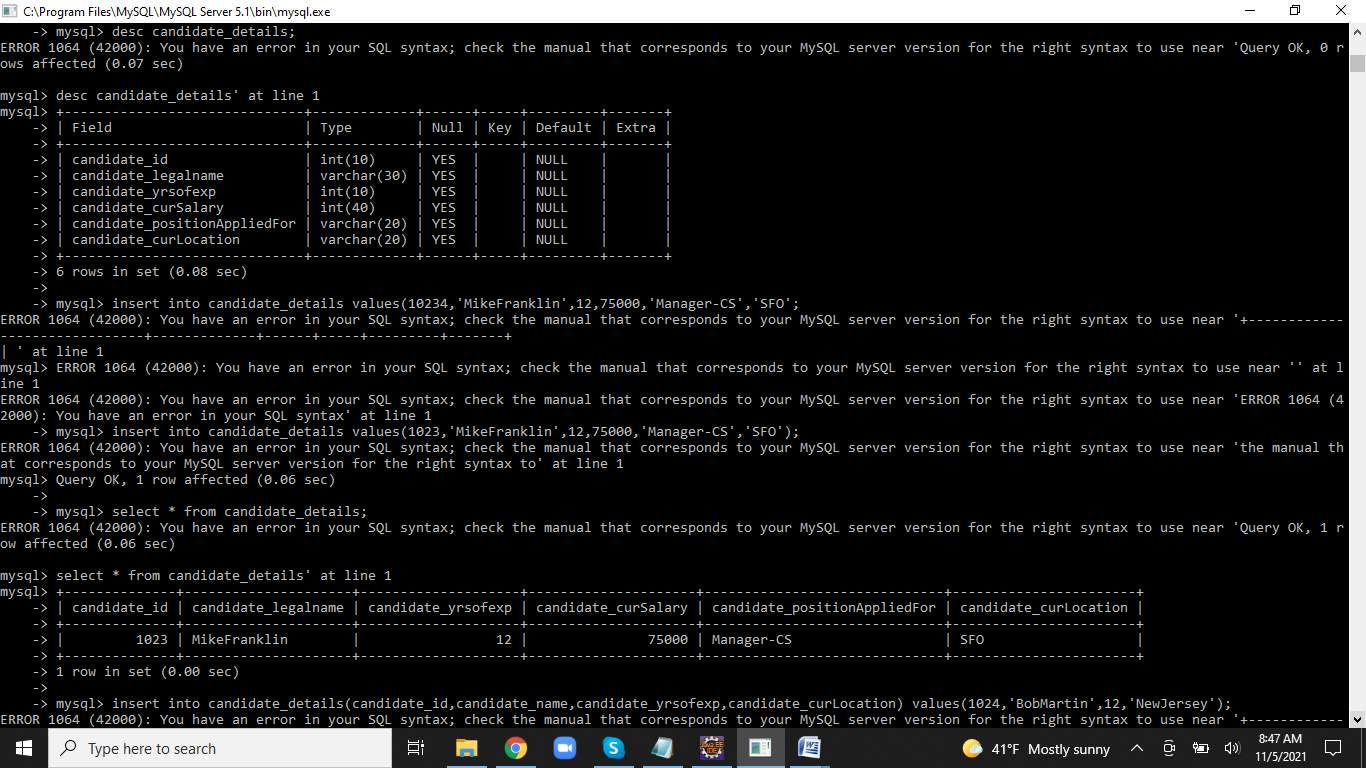 C:\Program Files\MySQL\MySQL Server 5.1\bin\mysql.exe
    -> mysql> desc candidate_details;
ERROR 1064 (42000): You have an error in your SQL syntax; check the manual that corresponds to your MySQL server version for the right syntax to use near 'Query OK, 0 r
ows affected (0.07 sec)
mysql> desc candidate_details' at line 1
mysql> +------------------------------+-------------+------+-----+---------+-------+
    -> | Field                        | Type        | Null | Key | Default | Extra |
    -> +------------------------------+-------------+------+-----+---------+-------+
    -> | candidate_id                 | int(10)     | YES  |     | NULL    |       |
    -> | candidate_legalname          | varchar(30) | YES  |     | NULL    |       |
    -> | candidate_yrsofexp           | int(10)     | YES  |     | NULL    |       |
    -> | candidate_curSalary          | int(40)     | YES  |     | NULL    |       |
    -> | candidate_positionAppliedFor | varchar(20) | YES  |     | NULL    |       |
    -> | candidate_curLocation        | varchar(20) | YES  |     | NULL    |       |
    -> +------------------------------+-------------+------+-----+---------+-------+
    -> 6 rows in set (0.08 sec)
    ->
    -> mysql> insert into candidate_details values(10234,'MikeFranklin',12,75000,'Manager-CS','SFO';
ERROR 1064 (42000): You have an error in your SQL syntax; check the manual that corresponds to your MySQL server version for the right syntax to use near '+------------
------------------+-------------+------+-----+---------+-------+
| ' at line 1
mysql> ERROR 1064 (42000): You have an error in your SQL syntax; check the manual that corresponds to your MySQL server version for the right syntax to use near '' at l
ine 1
ERROR 1064 (42000): You have an error in your SQL syntax; check the manual that corresponds to your MySQL server version for the right syntax to use near 'ERROR 1064 (4
2000): You have an error in your SQL syntax' at line 1
    -> mysql> insert into candidate_details values(1023,'MikeFranklin',12,75000,'Manager-CS','SFO');
ERROR 1064 (42000): You have an error in your SQL syntax; check the manual that corresponds to your MySQL server version for the right syntax to use near 'the manual th
at corresponds to your MySQL server version for the right syntax to' at line 1
mysql> Query OK, 1 row affected (0.06 sec)
    ->
    -> mysql> select * from candidate_details;
ERROR 1064 (42000): You have an error in your SQL syntax; check the manual that corresponds to your MySQL server version for the right syntax to use near 'Query OK, 1 r
ow affected (0.06 sec)
mysql> select * from candidate_details' at line 1
mysql> +--------------+---------------------+--------------------+---------------------+------------------------------+-----------------------+
    -> | candidate_id | candidate_legalname | candidate_yrsofexp | candidate_curSalary | candidate_positionAppliedFor | candidate_curLocation |
    -> +--------------+---------------------+--------------------+---------------------+------------------------------+-----------------------+
    -> |         1023 | MikeFranklin        |                 12 |               75000 | Manager-CS                   | SFO                   |
    -> +--------------+---------------------+--------------------+---------------------+------------------------------+-----------------------+
    -> 1 row in set (0.00 sec)
    ->
    -> mysql> insert into candidate_details(candidate_id,candidate_name,candidate_yrsofexp,candidate_curLocation) values(1024,'BobMartin',12,'NewJersey');
ERROR 1064 (42000): You have an error in your SQL syntax; check the manual that corresponds to your MySQL server version for the right syntax to use near '+------------
Type here to search
41°F Mostly sunny
8:47 AM
11/5/2021